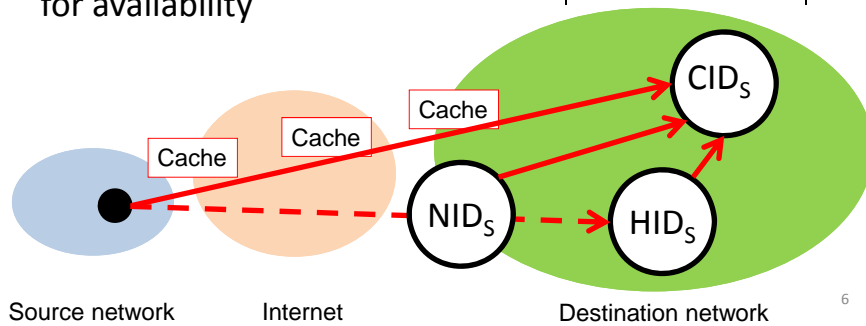 for availability
CIDS
Cache
Cache
Cache
NIDS
HIDS
Source network
Internet
Destination network
6